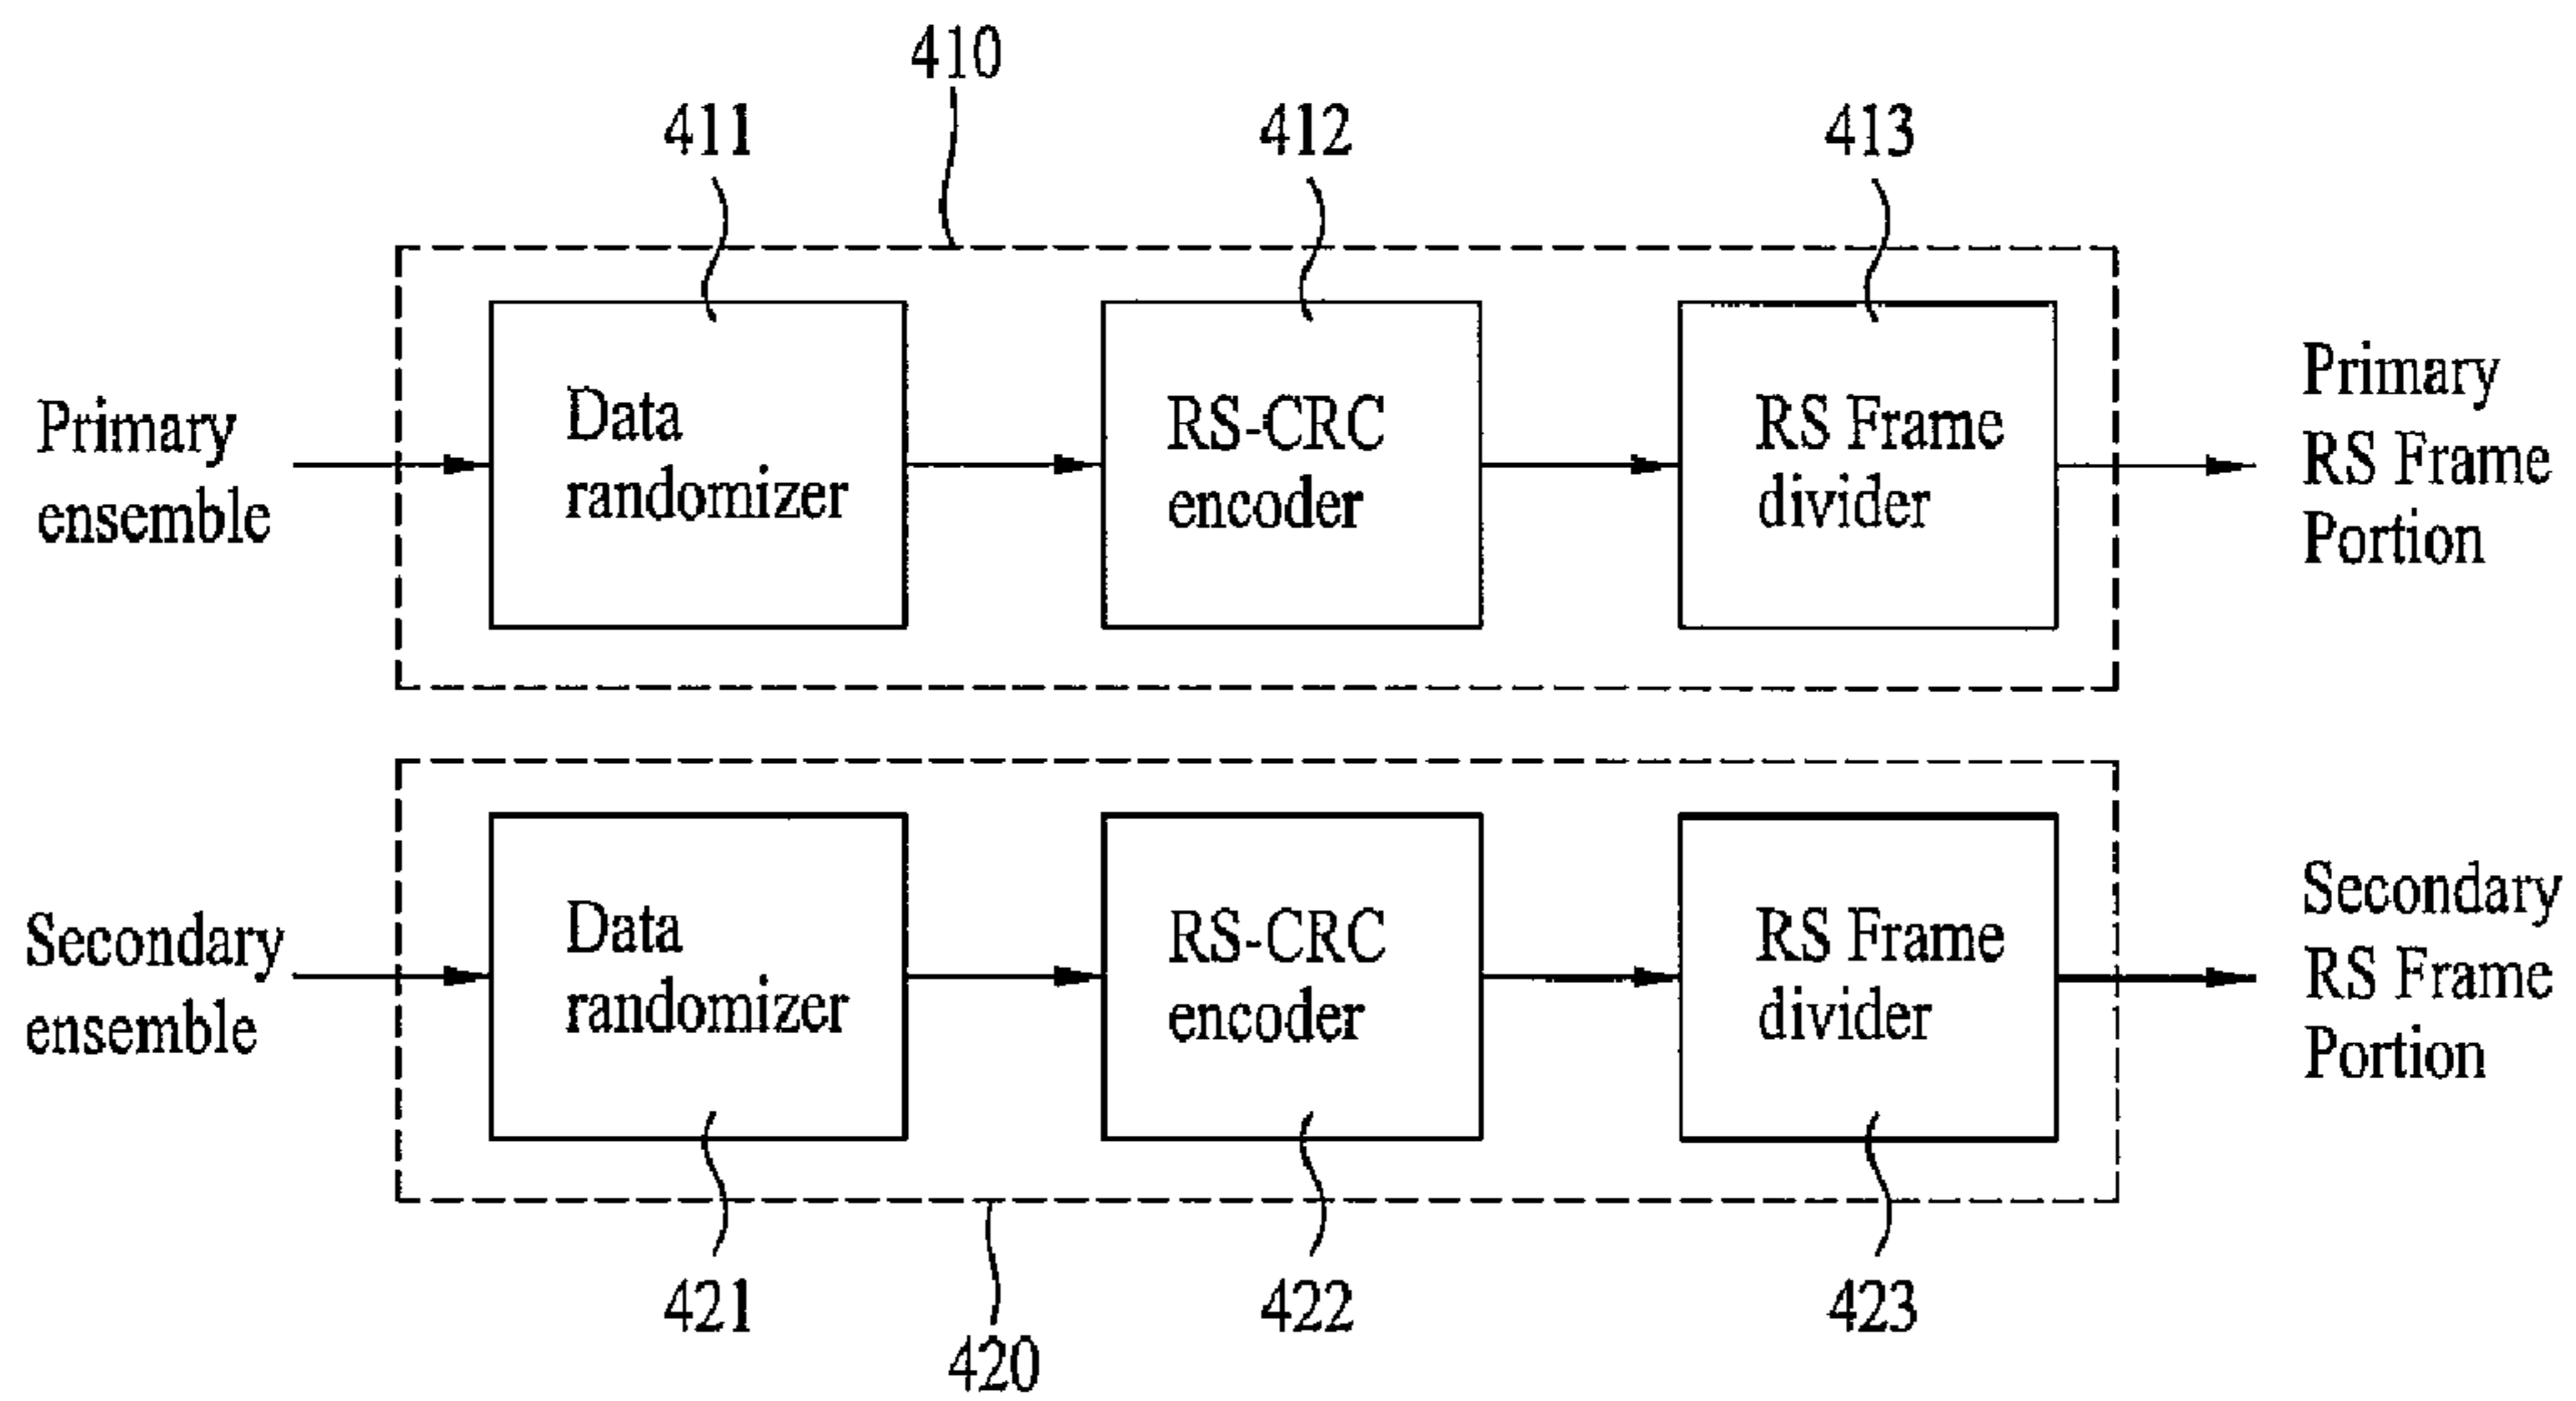 410
411
412
413
Primary
ensemble
Data
randomizer
RS-CRC
encoder
RS Frame
divider
Primary
RS Frame
Portion
Secondary
ensemble
Data
randomizer
RS-CRC
encoder
RS Frame
divider
Secondary
RS Frame
Portion
421
422
423
420